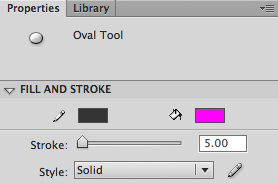 Properties Library
Oval Tool
FILL AND STROKE
Stroke: 5.00
Style: Solid